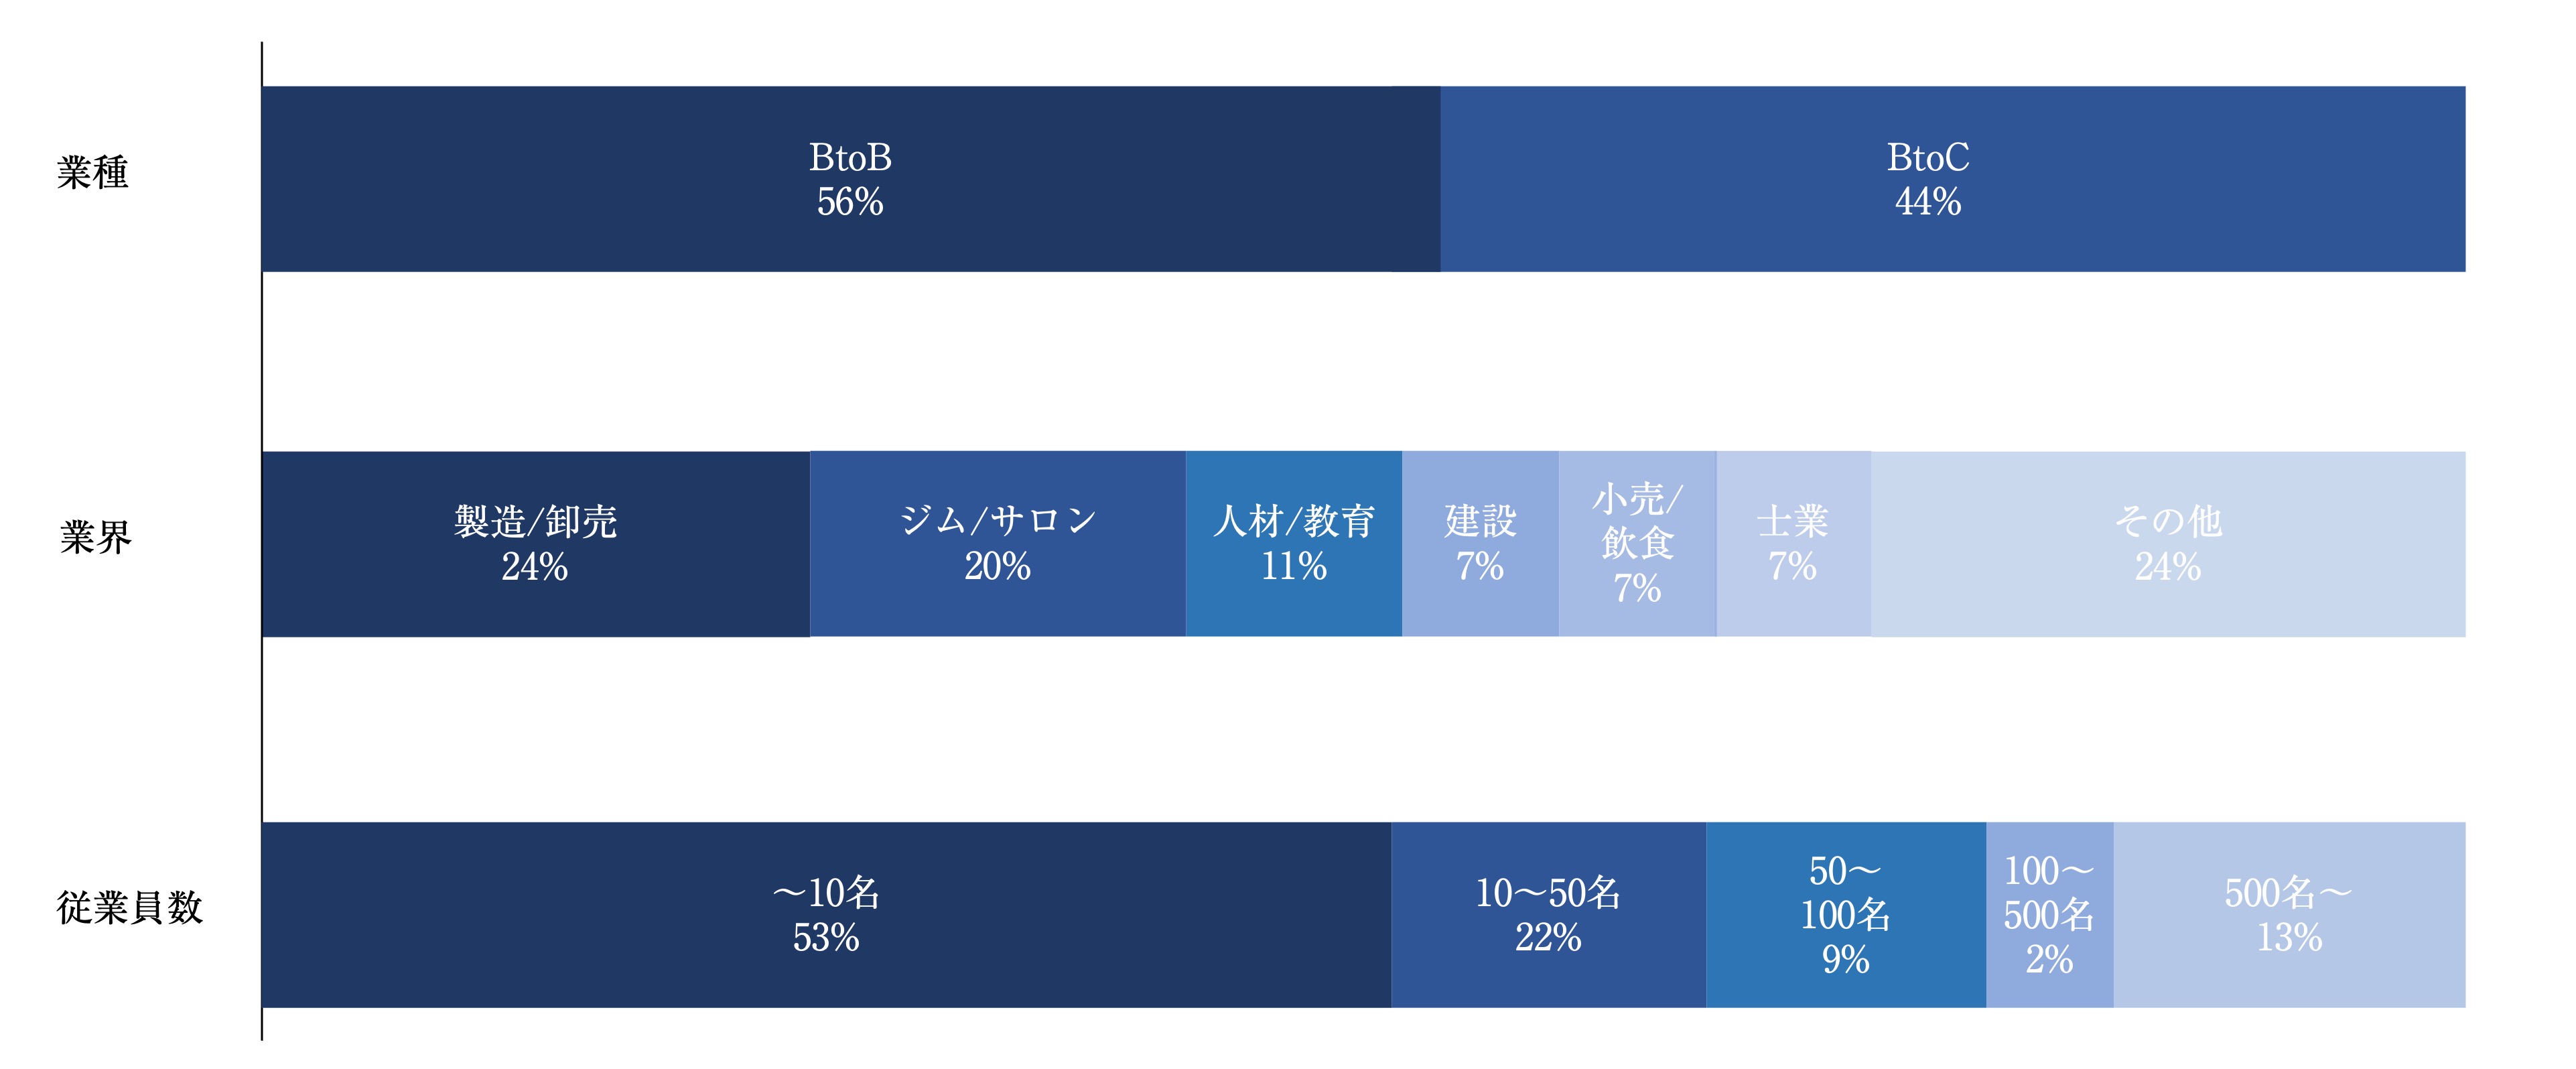 業種
BtoB
56%
BtoC
44%
業界
製造/卸売
24%
ジム/サロン
20%
人材/教育
11%
建設
7%
小売/
飲食
7%
士業
7%
その他
24%
従業員数
～10名
53%
10～50名
22%
50～
100名
9%
100～
500名
2%
500名～
13%